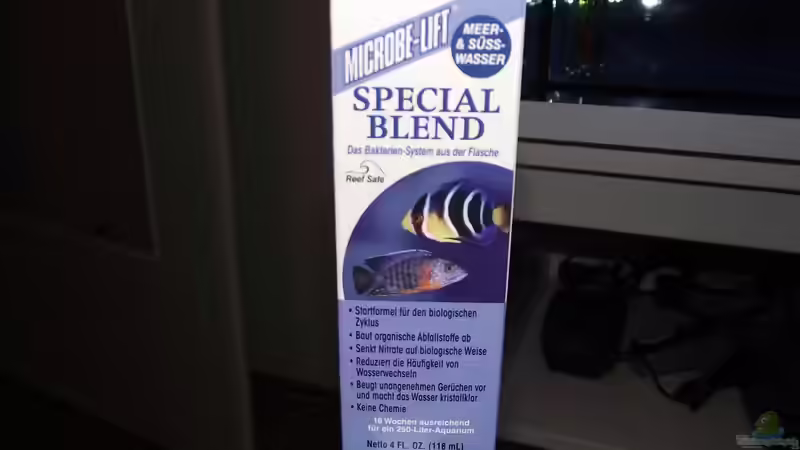 MICROBE-LIFT
MEER-
& SÜSS-
WASSER
SPECIAL
BLEND
Das Bakterien-System aus der Flasche
Reef Safe
• Startformel für den biologischen
Zyklus
• Baut organische Abfallstoffe ab
• Senkt Nitrate auf biologische Weise
• Reduziert die Häufigkeit von
Wasserwechseln
• Beugt unangenehmen Gerüchen vor
und macht das Wasser kristallklar
• Keine Chemie
16 Wochen ausreichend
für ein 250-Liter-Aquarium
Netto 4 FL. OZ. (118 mL)